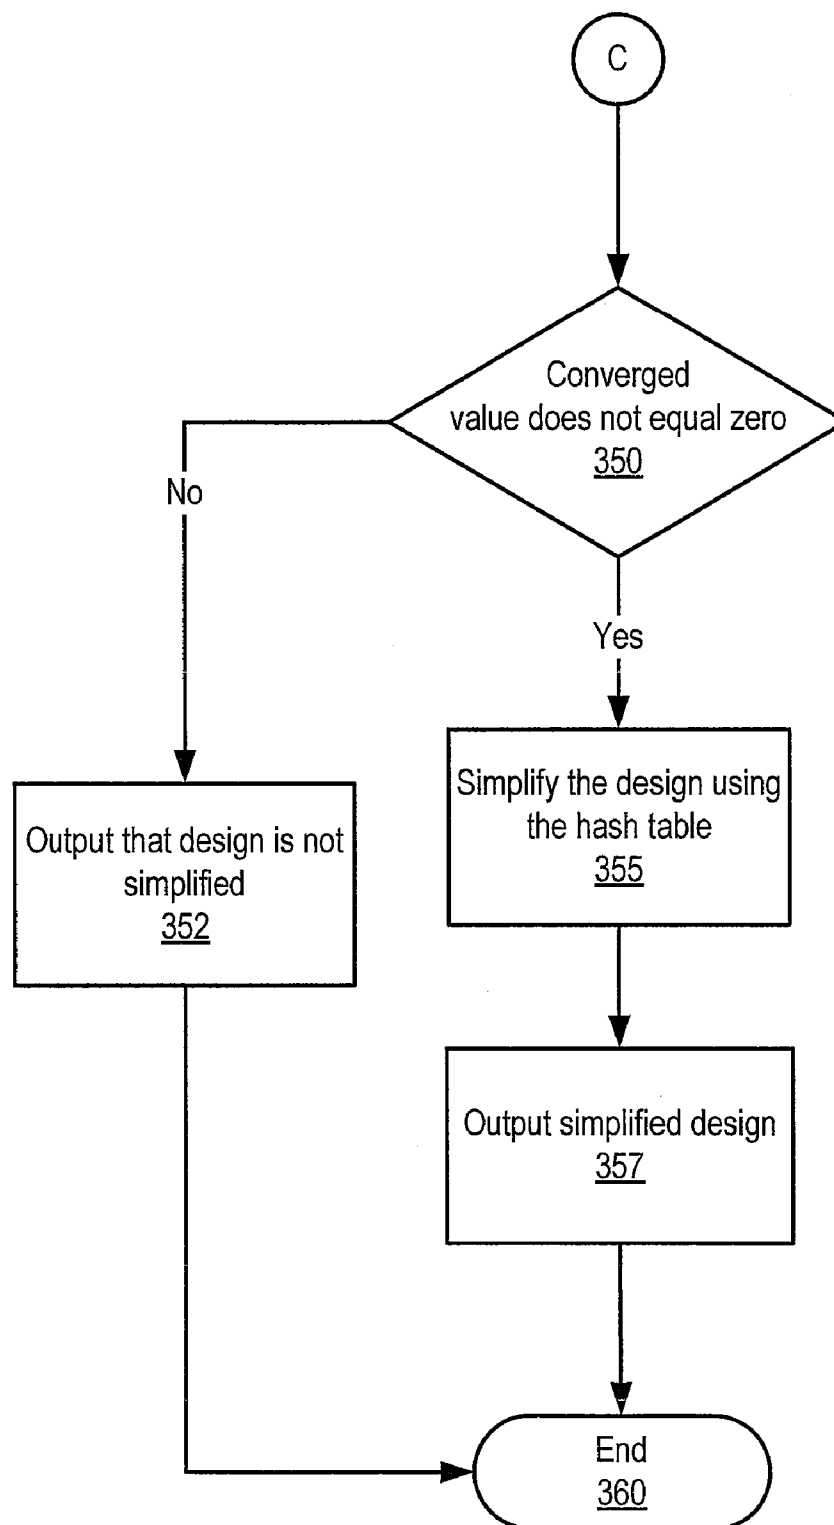 C
Converged
value does not equal zero
350
No
Yes
Simplify the design using
the hash table
355
Output that design is not
simplified
352
Output simplified design
357
End
360